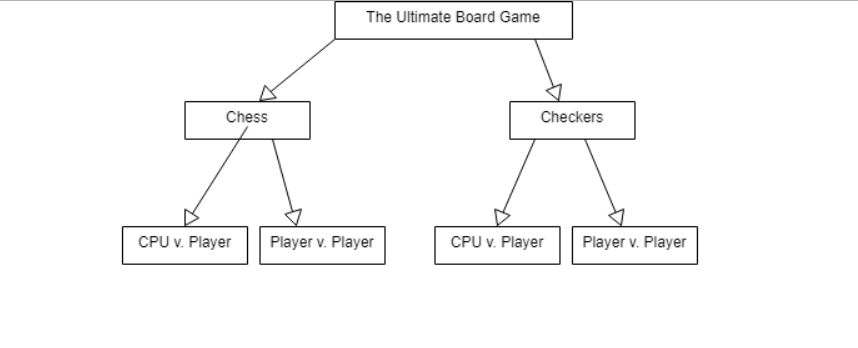 The Ultimate Board Game
Chess
Checkers
CPU v. Player
Player v. Player
CPU v. Player
Player v. Player